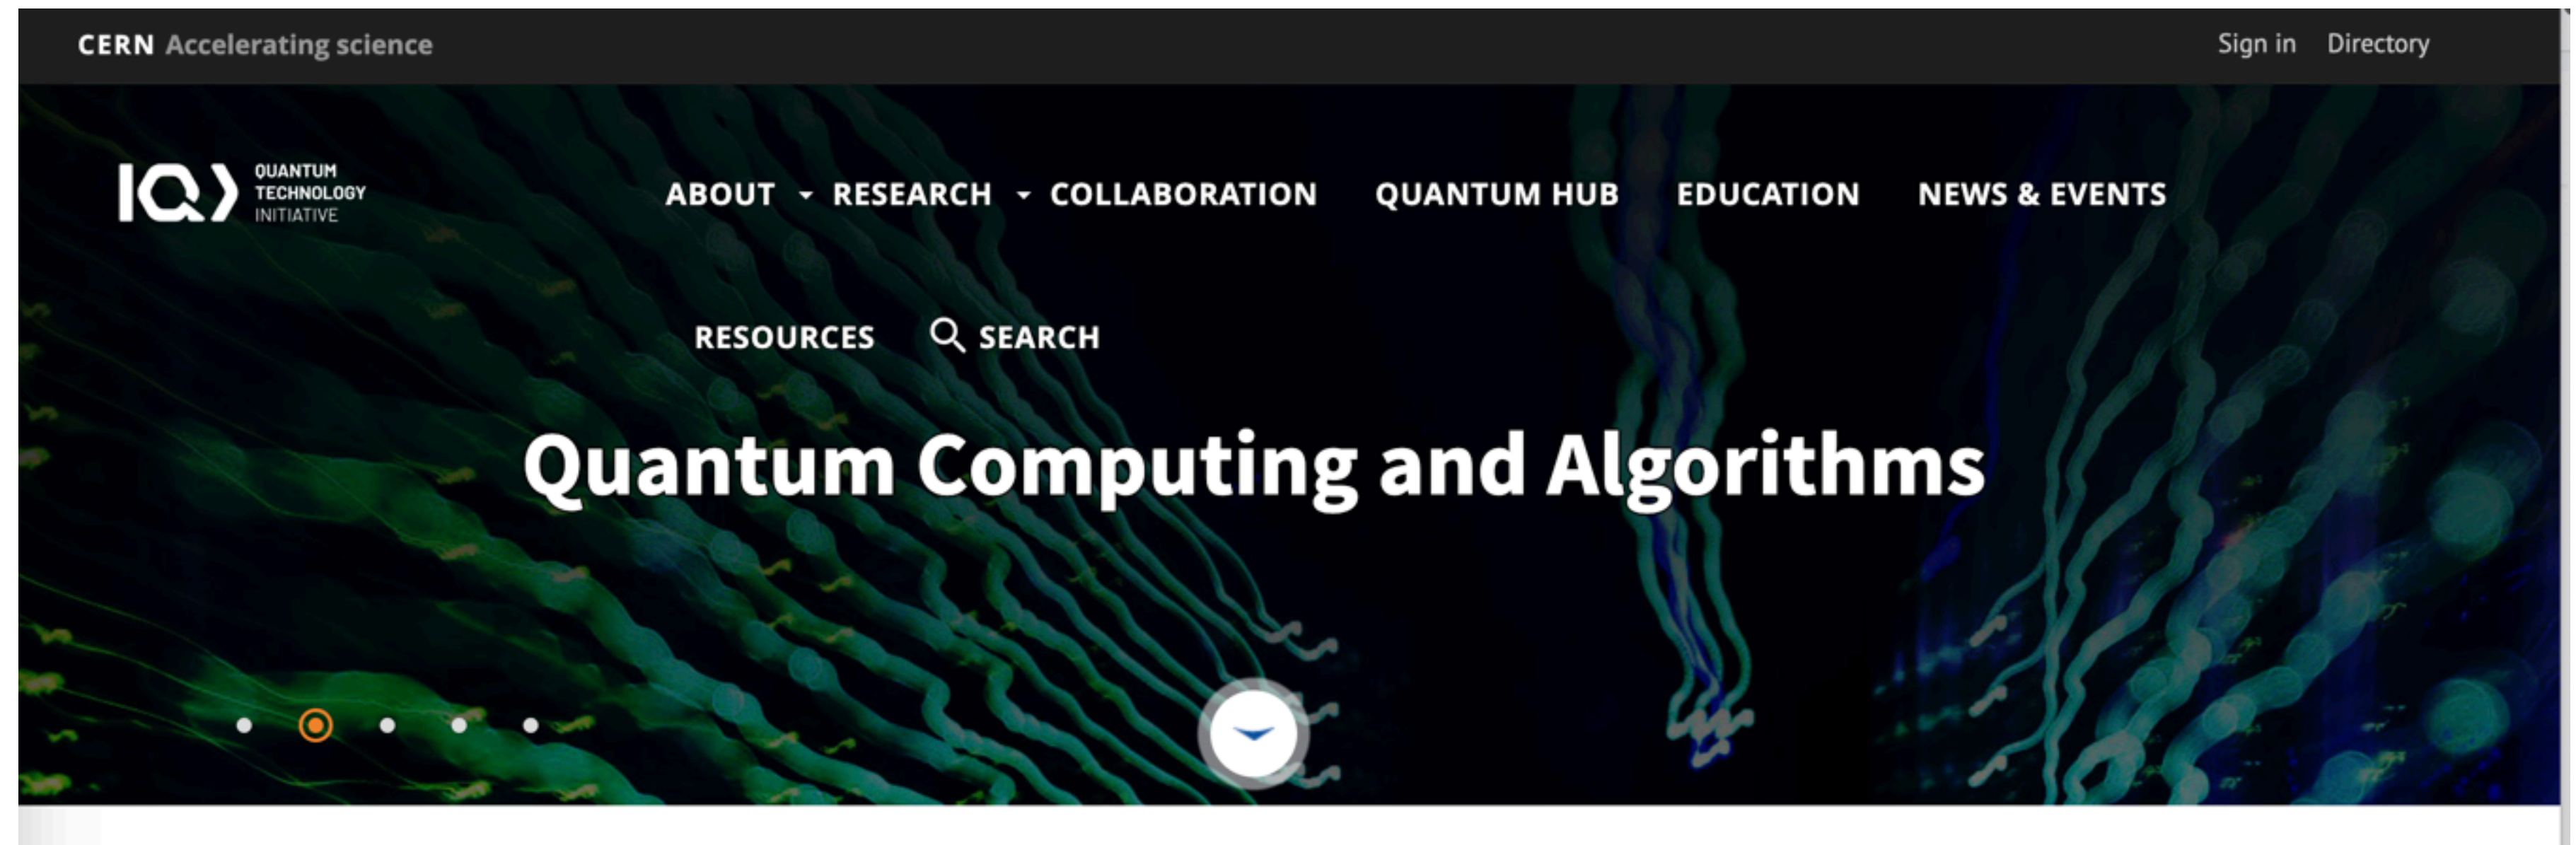 CERN Accelerating science
Sign in Directory
IQ⟩
QUANTUM
TECHNOLOGY
INITIATIVE
ABOUT RESEARCH COLLABORATION QUANTUM HUB EDUCATION NEWS & EVENTS
RESOURCES SEARCH
Quantum Computing and Algorithms